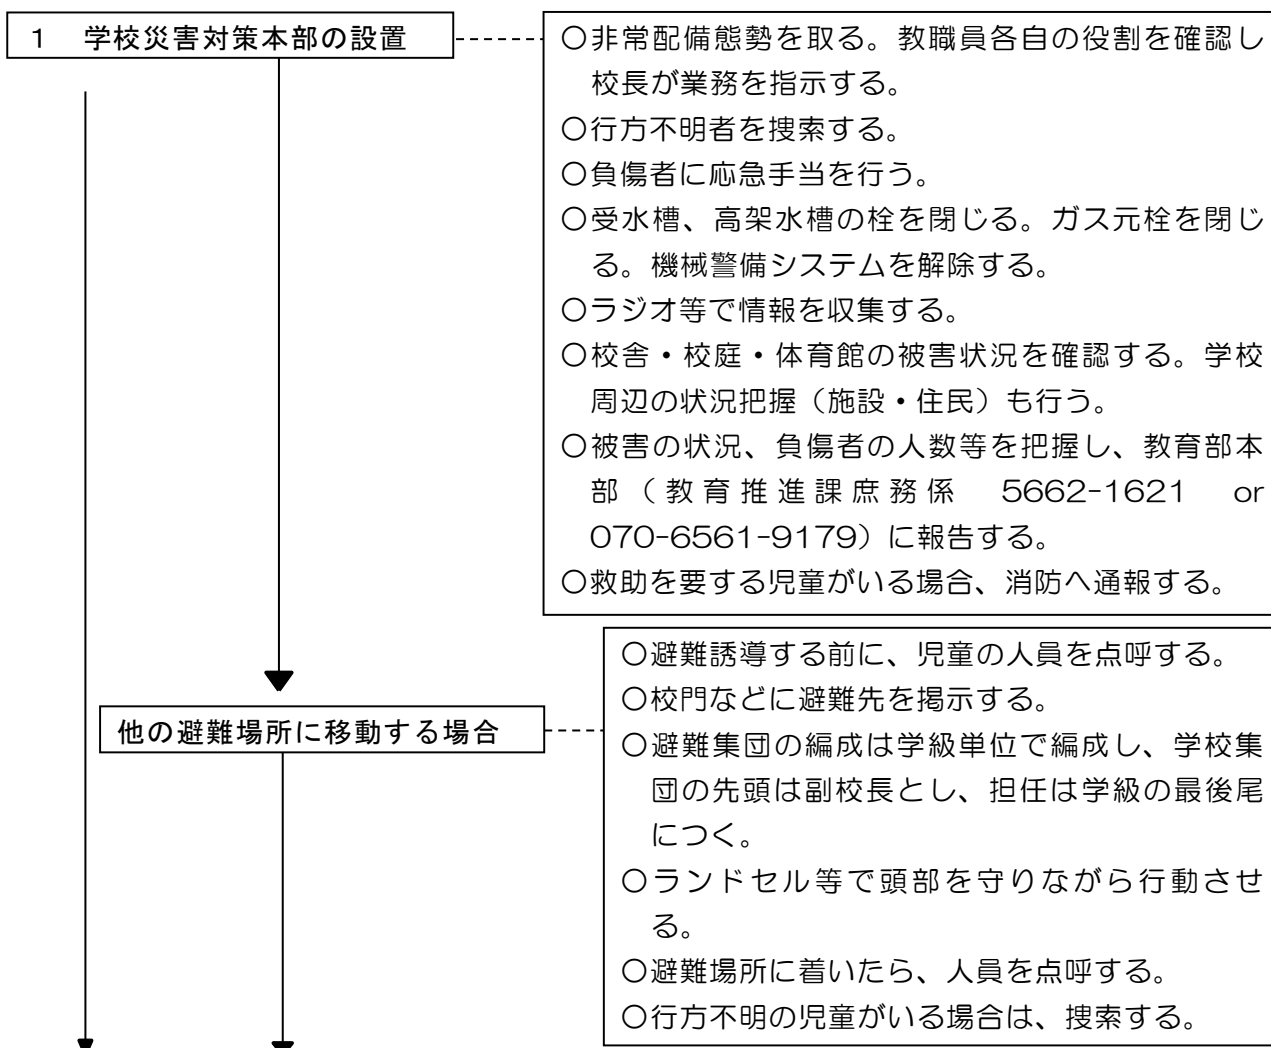 １　学校災害対策本部の設置
○非常配備態勢を取る。教職員各自の役割を確認し
校長が業務を指示する。
○行方不明者を捜索する。
○負傷者に応急手当を行う。
○受水槽、高架水槽の栓を閉じる。ガス元栓を閉じ
る。機械警備システムを解除する。
○ラジオ等で情報を収集する。
○校舎・校庭・体育館の被害状況を確認する。学校
周辺の状況把握（施設・住民）も行う。
○被害の状況、負傷者の人数等を把握し、教育部本
部（教育推進課庶務係　5662-1621　or
070-6561-9179）に報告する。
○救助を要する児童がいる場合、消防へ通報する。
他の避難場所に移動する場合
○避難誘導する前に、児童の人員を点呼する。
○校門などに避難先を掲示する。
○避難集団の編成は学級単位で編成し、学校集
団の先頭は副校長とし、担任は学級の最後尾
につく。
○ランドセル等で頭部を守りながら行動させ
る。
○避難場所に着いたら、人員を点呼する。
○行方不明の児童がいる場合は、捜索する。